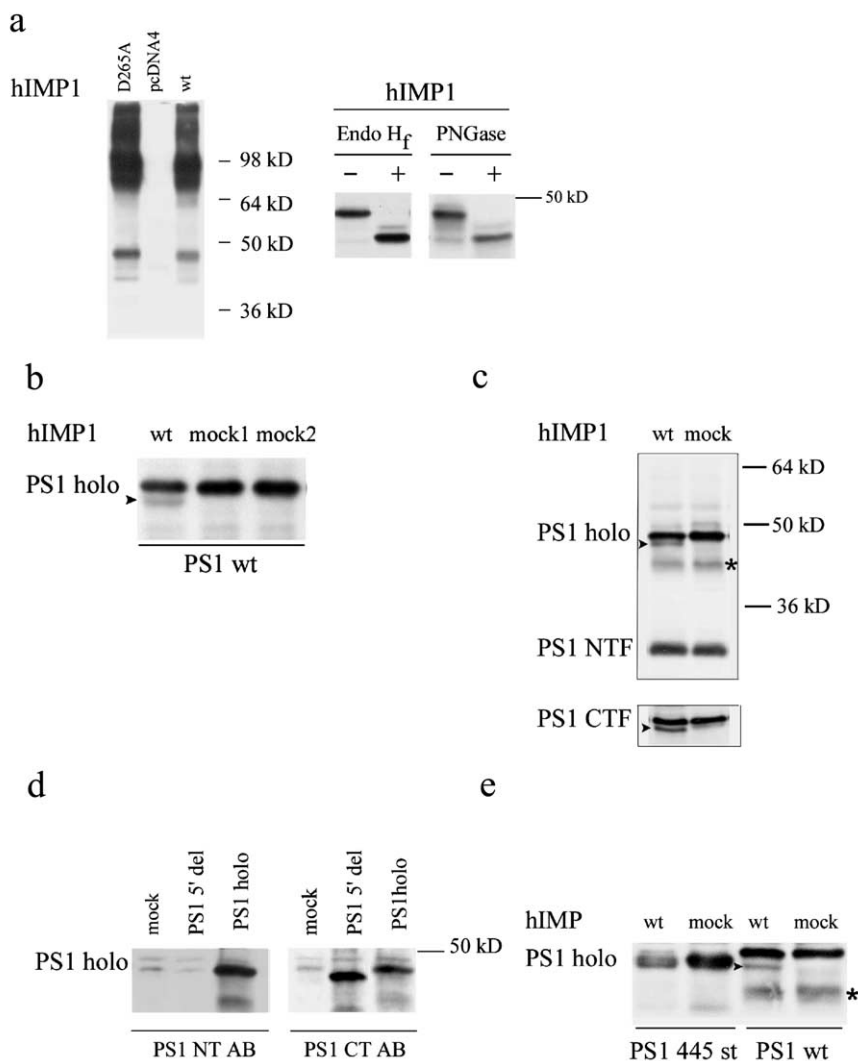 a
hIMP1
D265A
pcDNA4
wt
98 kD
64 kD
50 kD
36 kD
hIMP1
Endo Hf
PNGase
− + − +
50 kD
b
hIMP1 wt mock1 mock2
PS1 holo
PS1 wt
c
hIMP1 wt mock
64 kD
PS1 holo
50 kD
*
36 kD
PS1 NTF
PS1 CTF
d
mock
PS1 5' del
PS1 holo
mock
PS1 5' del
PS1holo
PS1 holo
50 kD
PS1 NT AB
PS1 CT AB
e
hIMP wt mock wt mock
PS1 holo
*
PS1 445 st
PS1 wt